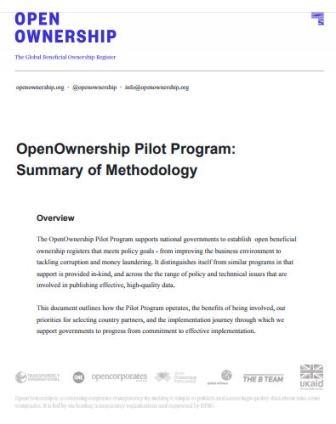 OPEN
OWNERSHIP
The Global Beneficial Ownership Register
openownership.org · @openownership · info@openownership.org
OpenOwnership Pilot Program:
Summary of Methodology
Overview
The OpenOwnership Pilot Program supports national governments to establish open beneficial
ownership registers that meet policy goals - from improving the business environment to
tackling corruption and money laundering. It distinguishes itself from similar programs in that
support is provided in-kind, and across the the range of policy and technical issues that are
involved in publishing effective, high-quality data.
This document outlines how the Pilot Program operates, the benefits of being involved, our
priorities for selecting country partners, and the implementation journey through which we
support governments to progress from commitment to effective implementation.
TRANSPARENCY
INTERNATIONAL
ONE
opencorporates
THE B TEAM
ukaid